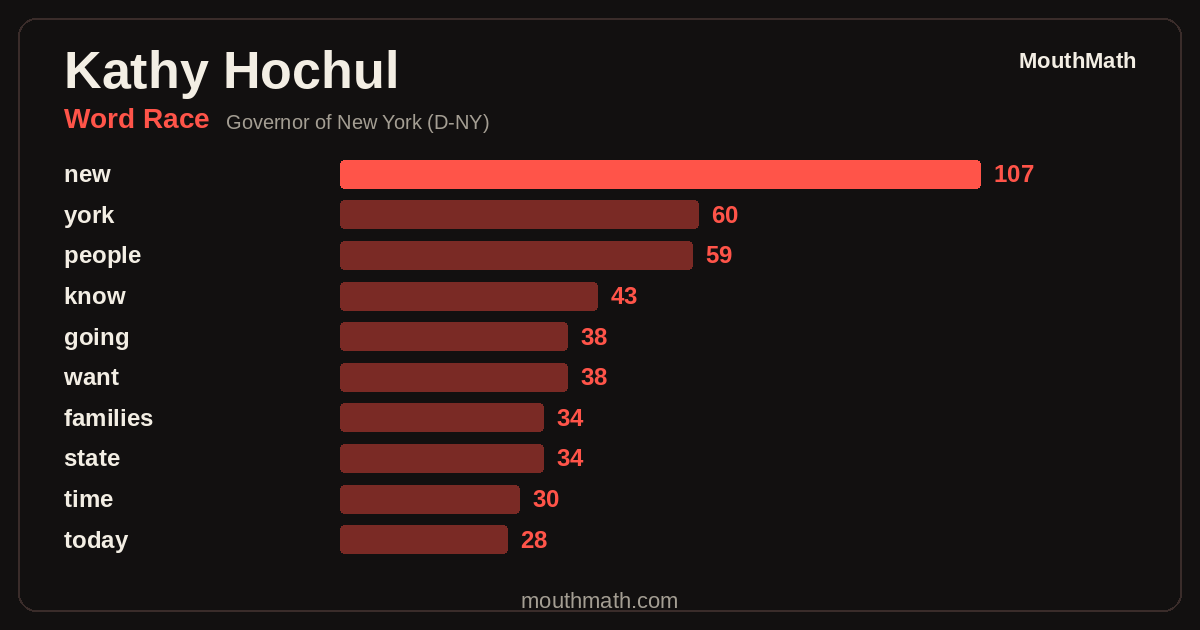 Kathy Hochul
MouthMath
Word Race Governor of New York (D-NY)
new 107
york 60
people 59
know 43
going 38
want 38
families 34
state 34
time 30
today 28
mouthmath.com